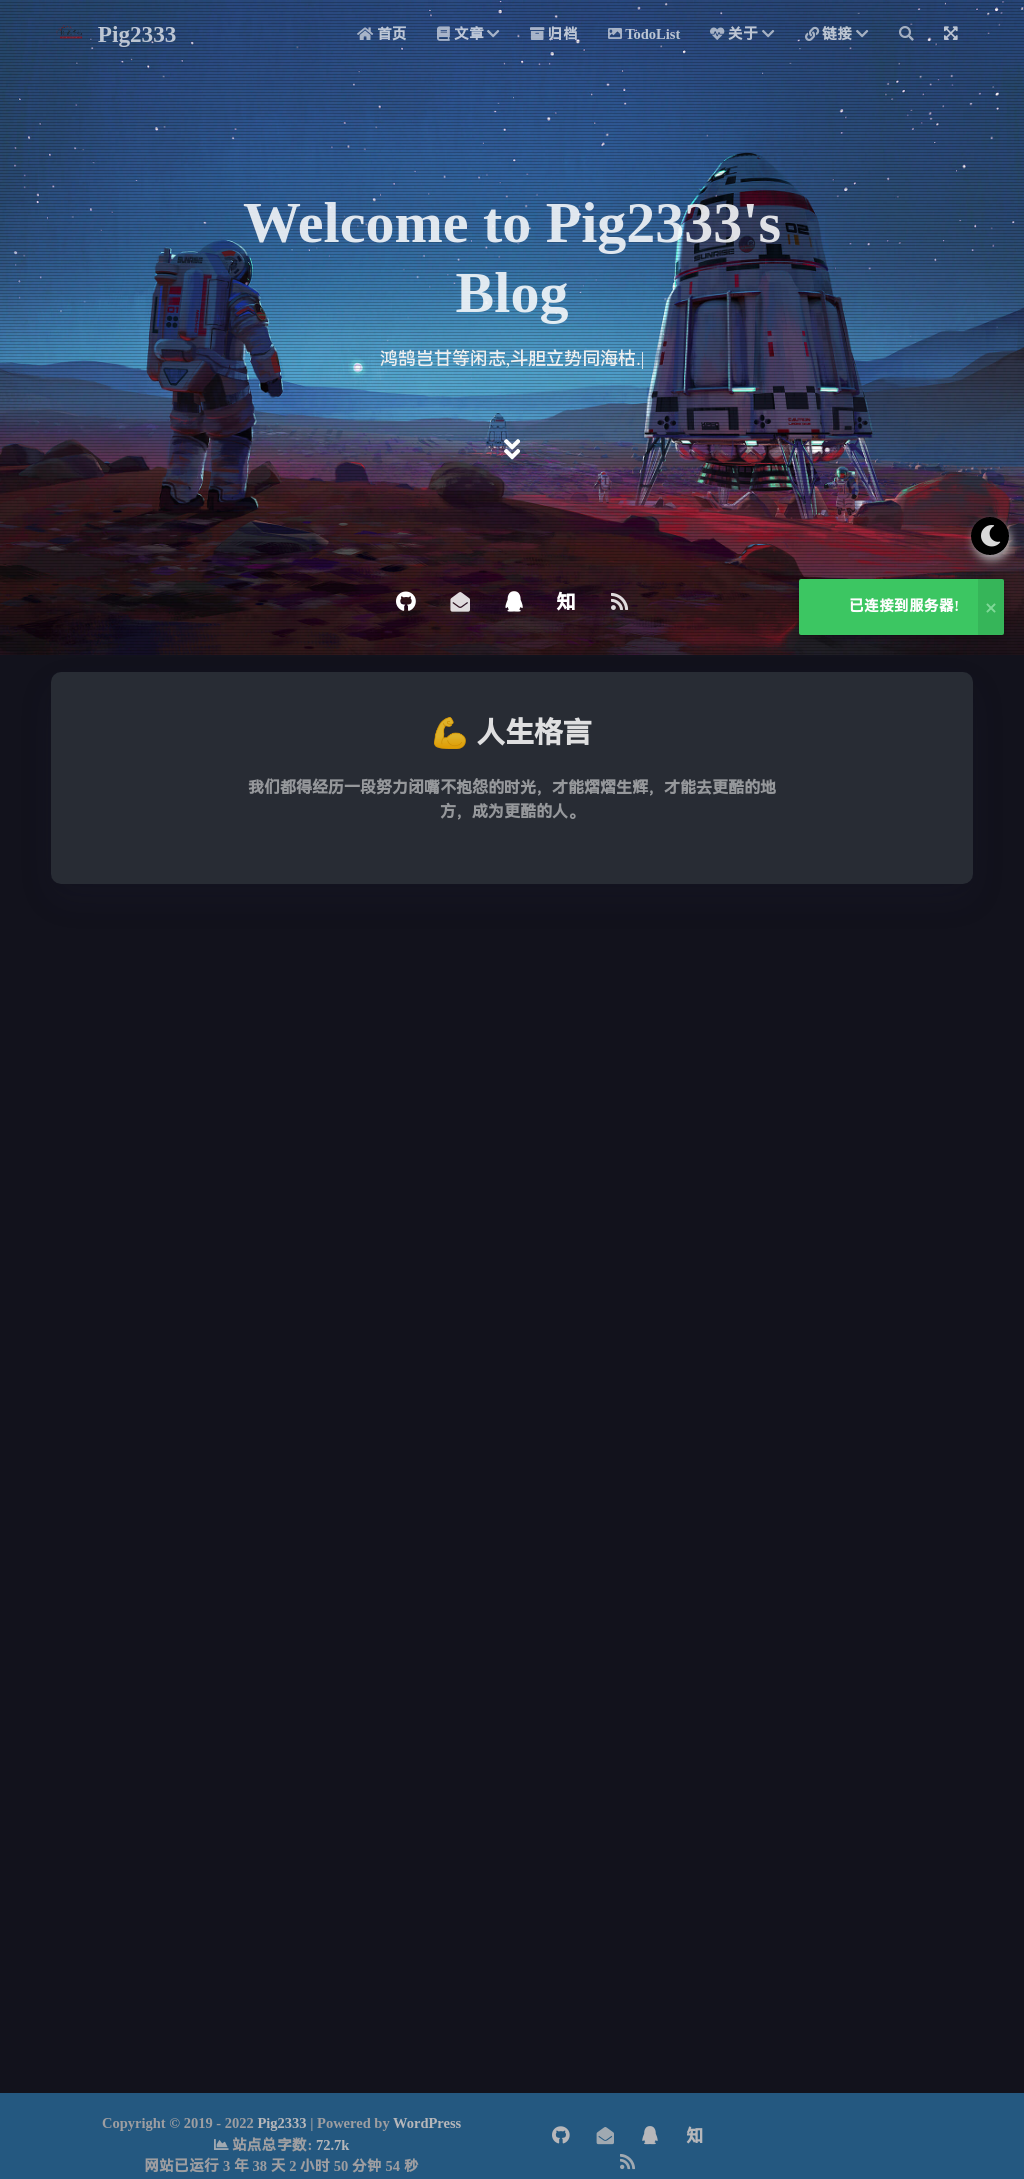 Pig2333
首页
文章
归档
TodoList
关于
链接
Welcome to Pig2333's
Blog
鸿鹄岂甘等闲志,斗胆立势同海枯.|
SUNRISE
SUNRISE
02
知
已连接到服务器!
×
💪 人生格言
我们都得经历一段努力闭嘴不抱怨的时光，才能熠熠生辉，才能去更酷的地
方，成为更酷的人。
Copyright © 2019 - 2022 Pig2333 | Powered by WordPress
站点总字数: 72.7k
网站已运行 3 年 38 天 2 小时 50 分钟 54 秒
知